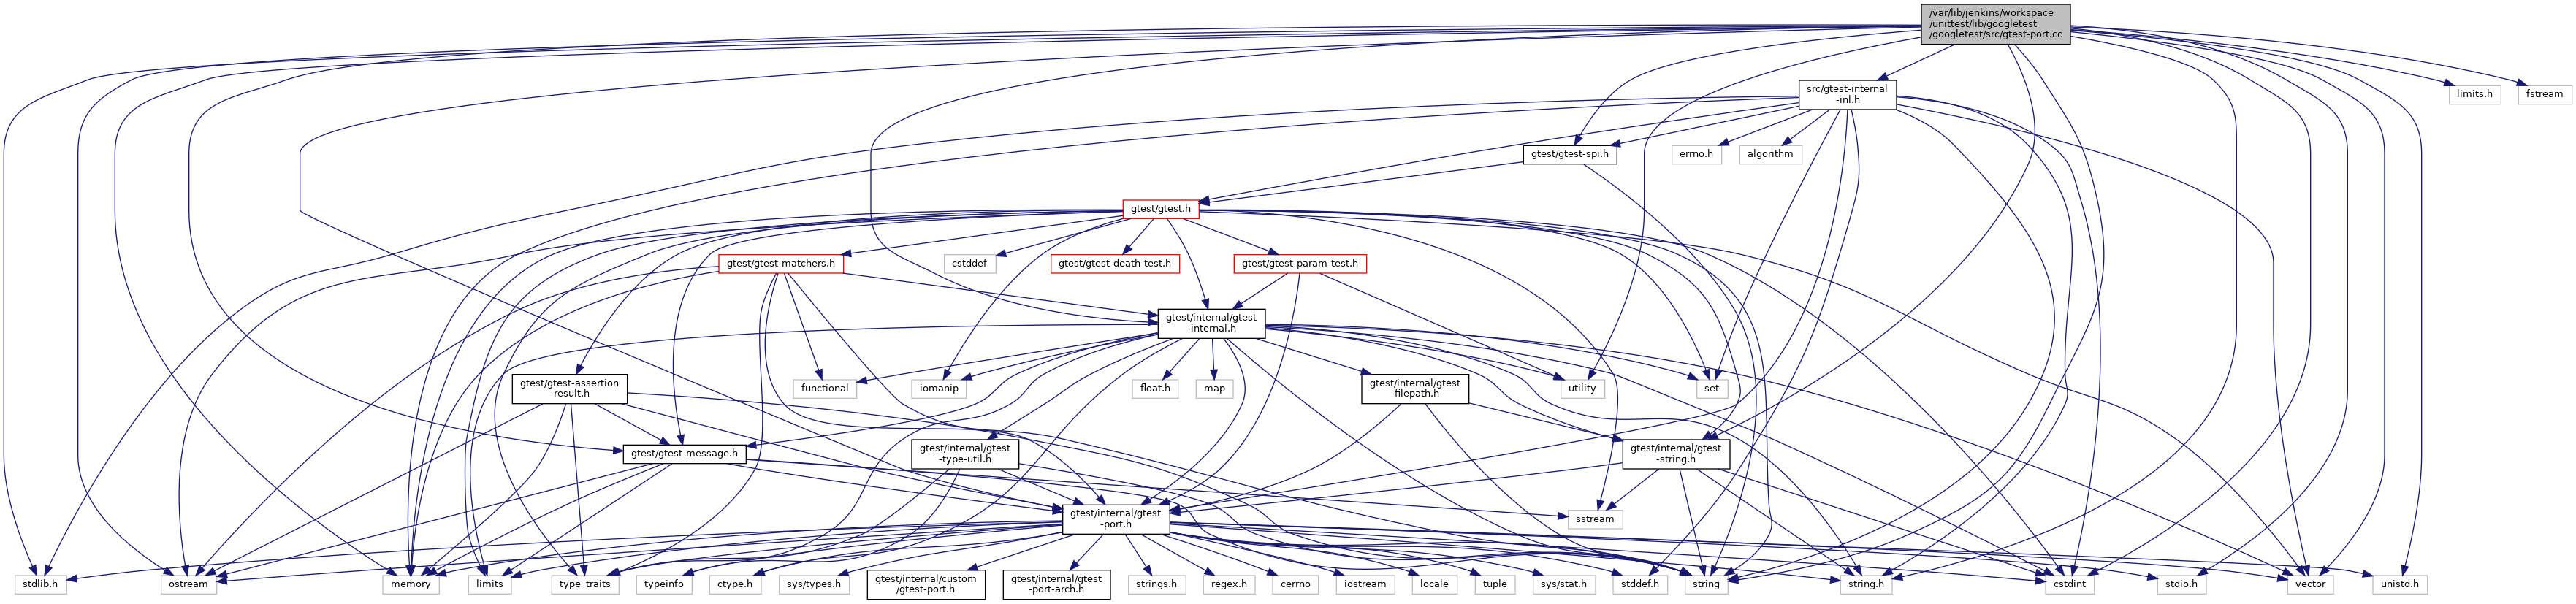 /var/lib/jenkins/workspace
/unittest/lib/googletest
/googletest/src/gtest-port.cc
src/gtest-internal
-inl.h
limits.h
fstream
gtest/gtest-spi.h
errno.h
algorithm
gtest/gtest.h
gtest/gtest-matchers.h
cstddef
gtest/gtest-death-test.h
gtest/gtest-param-test.h
gtest/internal/gtest
-internal.h
gtest/gtest-assertion
-result.h
functional
iomanip
float.h
map
gtest/internal/gtest
-filepath.h
utility
set
gtest/gtest-message.h
gtest/internal/gtest
-type-util.h
gtest/internal/gtest
-string.h
gtest/internal/gtest
-port.h
sstream
stdlib.h
ostream
memory
limits
type_traits
typeinfo
ctype.h
sys/types.h
gtest/internal/custom
/gtest-port.h
gtest/internal/gtest
-port-arch.h
strings.h
regex.h
cerrno
iostream
locale
tuple
sys/stat.h
stddef.h
string
string.h
cstdint
stdio.h
vector
unistd.h